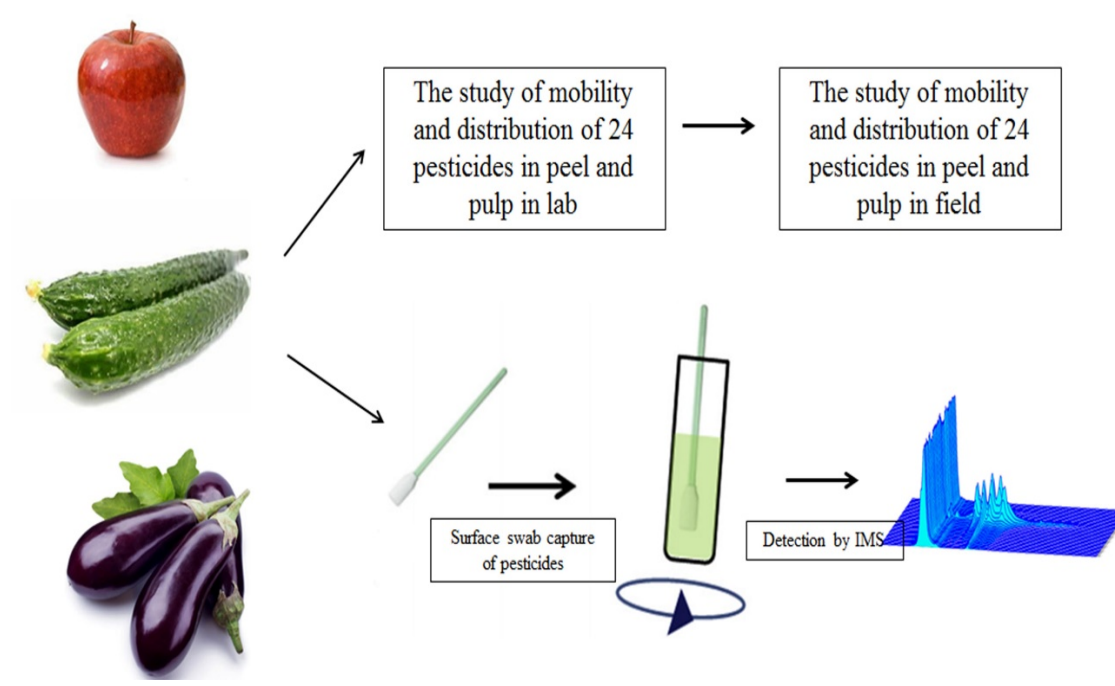 The study of mobility
and distribution of 24
pesticides in peel and
pulp in lab
The study of mobility
and distribution of 24
pesticides in peel and
pulp in field
Surface swab capture
of pesticides
Detection by IMS